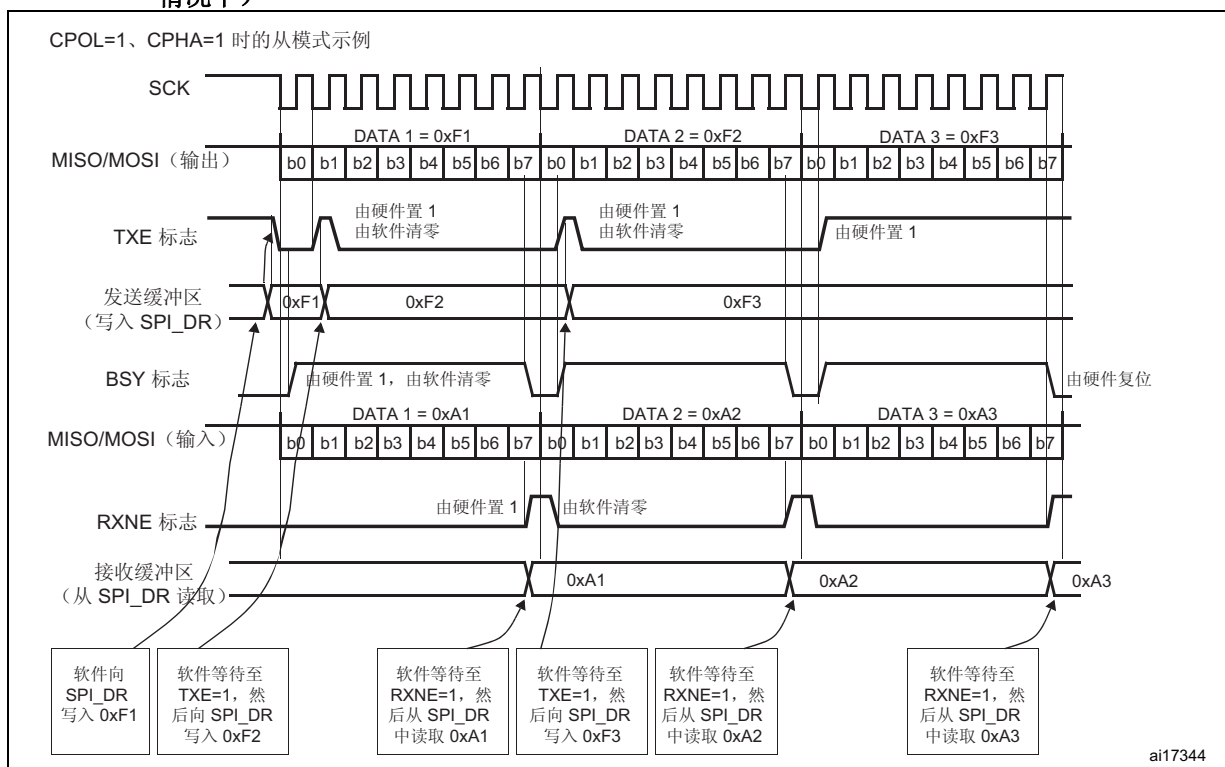 情况下）
CPOL=1、CPHA=1 时的从模式示例
SCK
DATA 1 = 0xF1 DATA 2 = 0xF2 DATA 3 = 0xF3
MISO/MOSI（输出） b0 b1 b2 b3 b4 b5 b6 b7 b0 b1 b2 b3 b4 b5 b6 b7 b0 b1 b2 b3 b4 b5 b6 b7
TXE 标志
由硬件置 1
由软件清零
由硬件置 1
由软件清零
由硬件置 1
发送缓冲区
（写入 SPI_DR）
0xF1 0xF2 0xF3
BSY 标志
由硬件置 1，由软件清零
由硬件复位
DATA 1 = 0xA1 DATA 2 = 0xA2 DATA 3 = 0xA3
MISO/MOSI（输入） b0 b1 b2 b3 b4 b5 b6 b7 b0 b1 b2 b3 b4 b5 b6 b7 b0 b1 b2 b3 b4 b5 b6 b7
RXNE 标志
由硬件置 1 由软件清零
接收缓冲区
（从 SPI_DR 读取）
0xA1 0xA2 0xA3
软件向
SPI_DR
写入 0xF1
软件等待至
TXE=1，然
后向 SPI_DR
写入 0xF2
软件等待至
RXNE=1，然
后从 SPI_DR
中读取 0xA1
软件等待至
TXE=1，然
后向 SPI_DR
写入 0xF3
软件等待至
RXNE=1，然
后从 SPI_DR
中读取 0xA2
软件等待至
RXNE=1，然
后从 SPI_DR
中读取 0xA3
ai17344